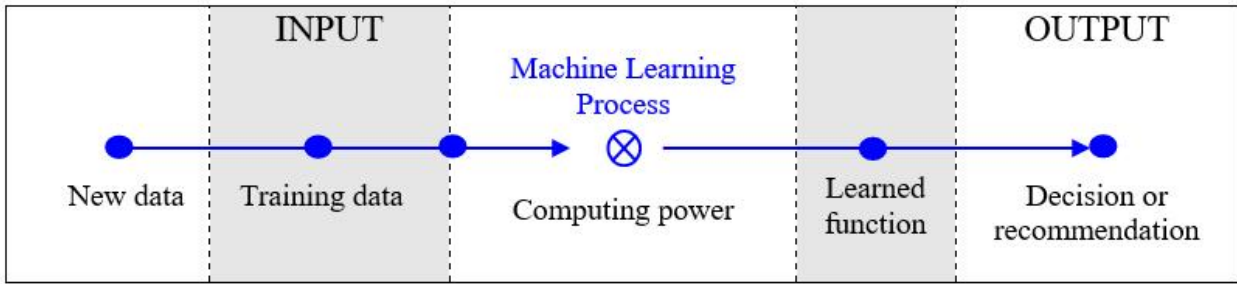 INPUT
OUTPUT
Machine Learning
Process
New data
Training data
Computing power
Learned
function
Decision or
recommendation